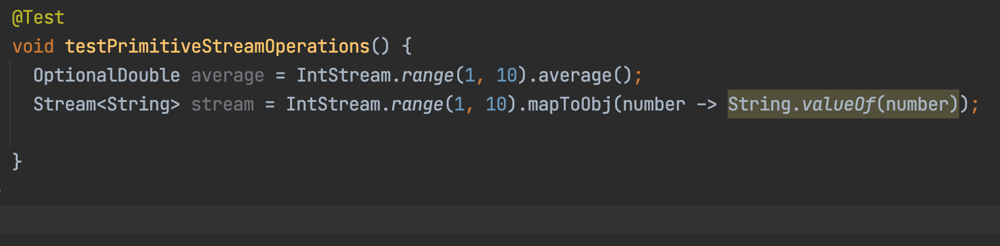 @Test
void testPrimitiveStreamOperations() {
OptionalDouble average = IntStream.range(1, 10).average();
Stream<String> stream = IntStream.range(1, 10).mapToObj(number -> String.valueOf(number));
}